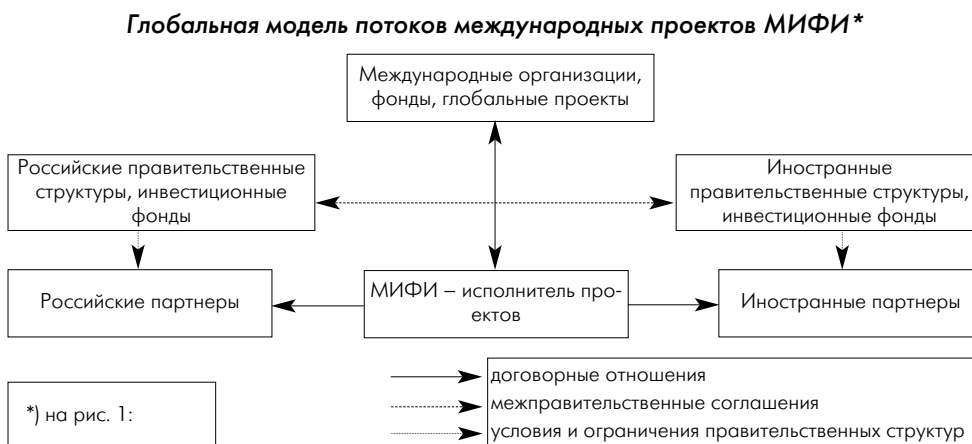 Глобальная модель потоков международных проектов МИФИ*
Международные организации,
фонды, глобальные проекты
Российские правительственные
структуры, инвестиционные
фонды
Иностранные
правительственные структуры,
инвестиционные фонды
Российские партнеры
МИФИ – исполнитель про-
ектов
Иностранные партнеры
*) на рис. 1:
договорные отношения
межправительственные соглашения
условия и ограничения правительственных структур